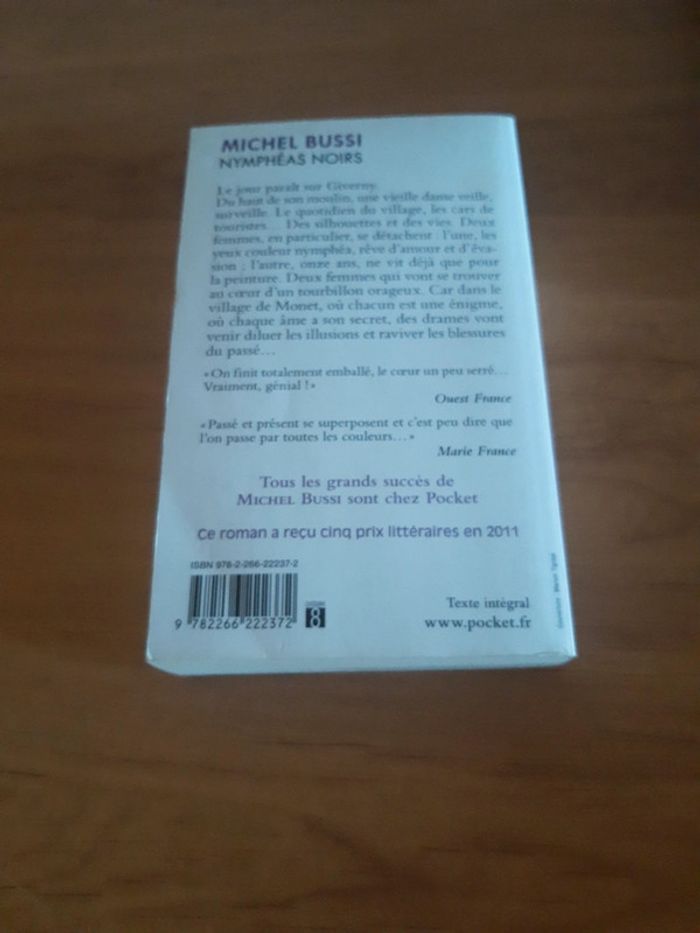 MICHEL BUSSI
NYMPHÉAS NOIRS
Le jour paraît sur Giverny.
Du haut de son moulin, une vieille dame veille,
surveille. Le quotidien du village, les cars de
touristes... Des silhouettes et des vies. Deux
femmes, en particulier, se détachent : l'une, les
yeux couleur nymphéa, rêve d'amour et d'éva-
sion ; l'autre, onze ans, ne vit déjà que pour
la peinture. Deux femmes qui vont se trouver
au cœur d'un tourbillon orageux. Car dans le
village de Monet, où chacun est une énigme,
où chaque âme a son secret, des drames vont
venir diluer les illusions et raviver les blessures
du passé...
« On finit totalement emballé, le cœur un peu serré...
Vraiment, génial ! »
Ouest France
« Passé et présent se superposent et c'est peu dire que
l'on passe par toutes les couleurs... »
Marie France
Tous les grands succès de
MICHEL BUSSI sont chez Pocket
Ce roman a reçu cinq prix littéraires en 2011
ISBN 978-2-266-22237-2
9 782266 222372
8
Texte intégral
www.pocket.fr